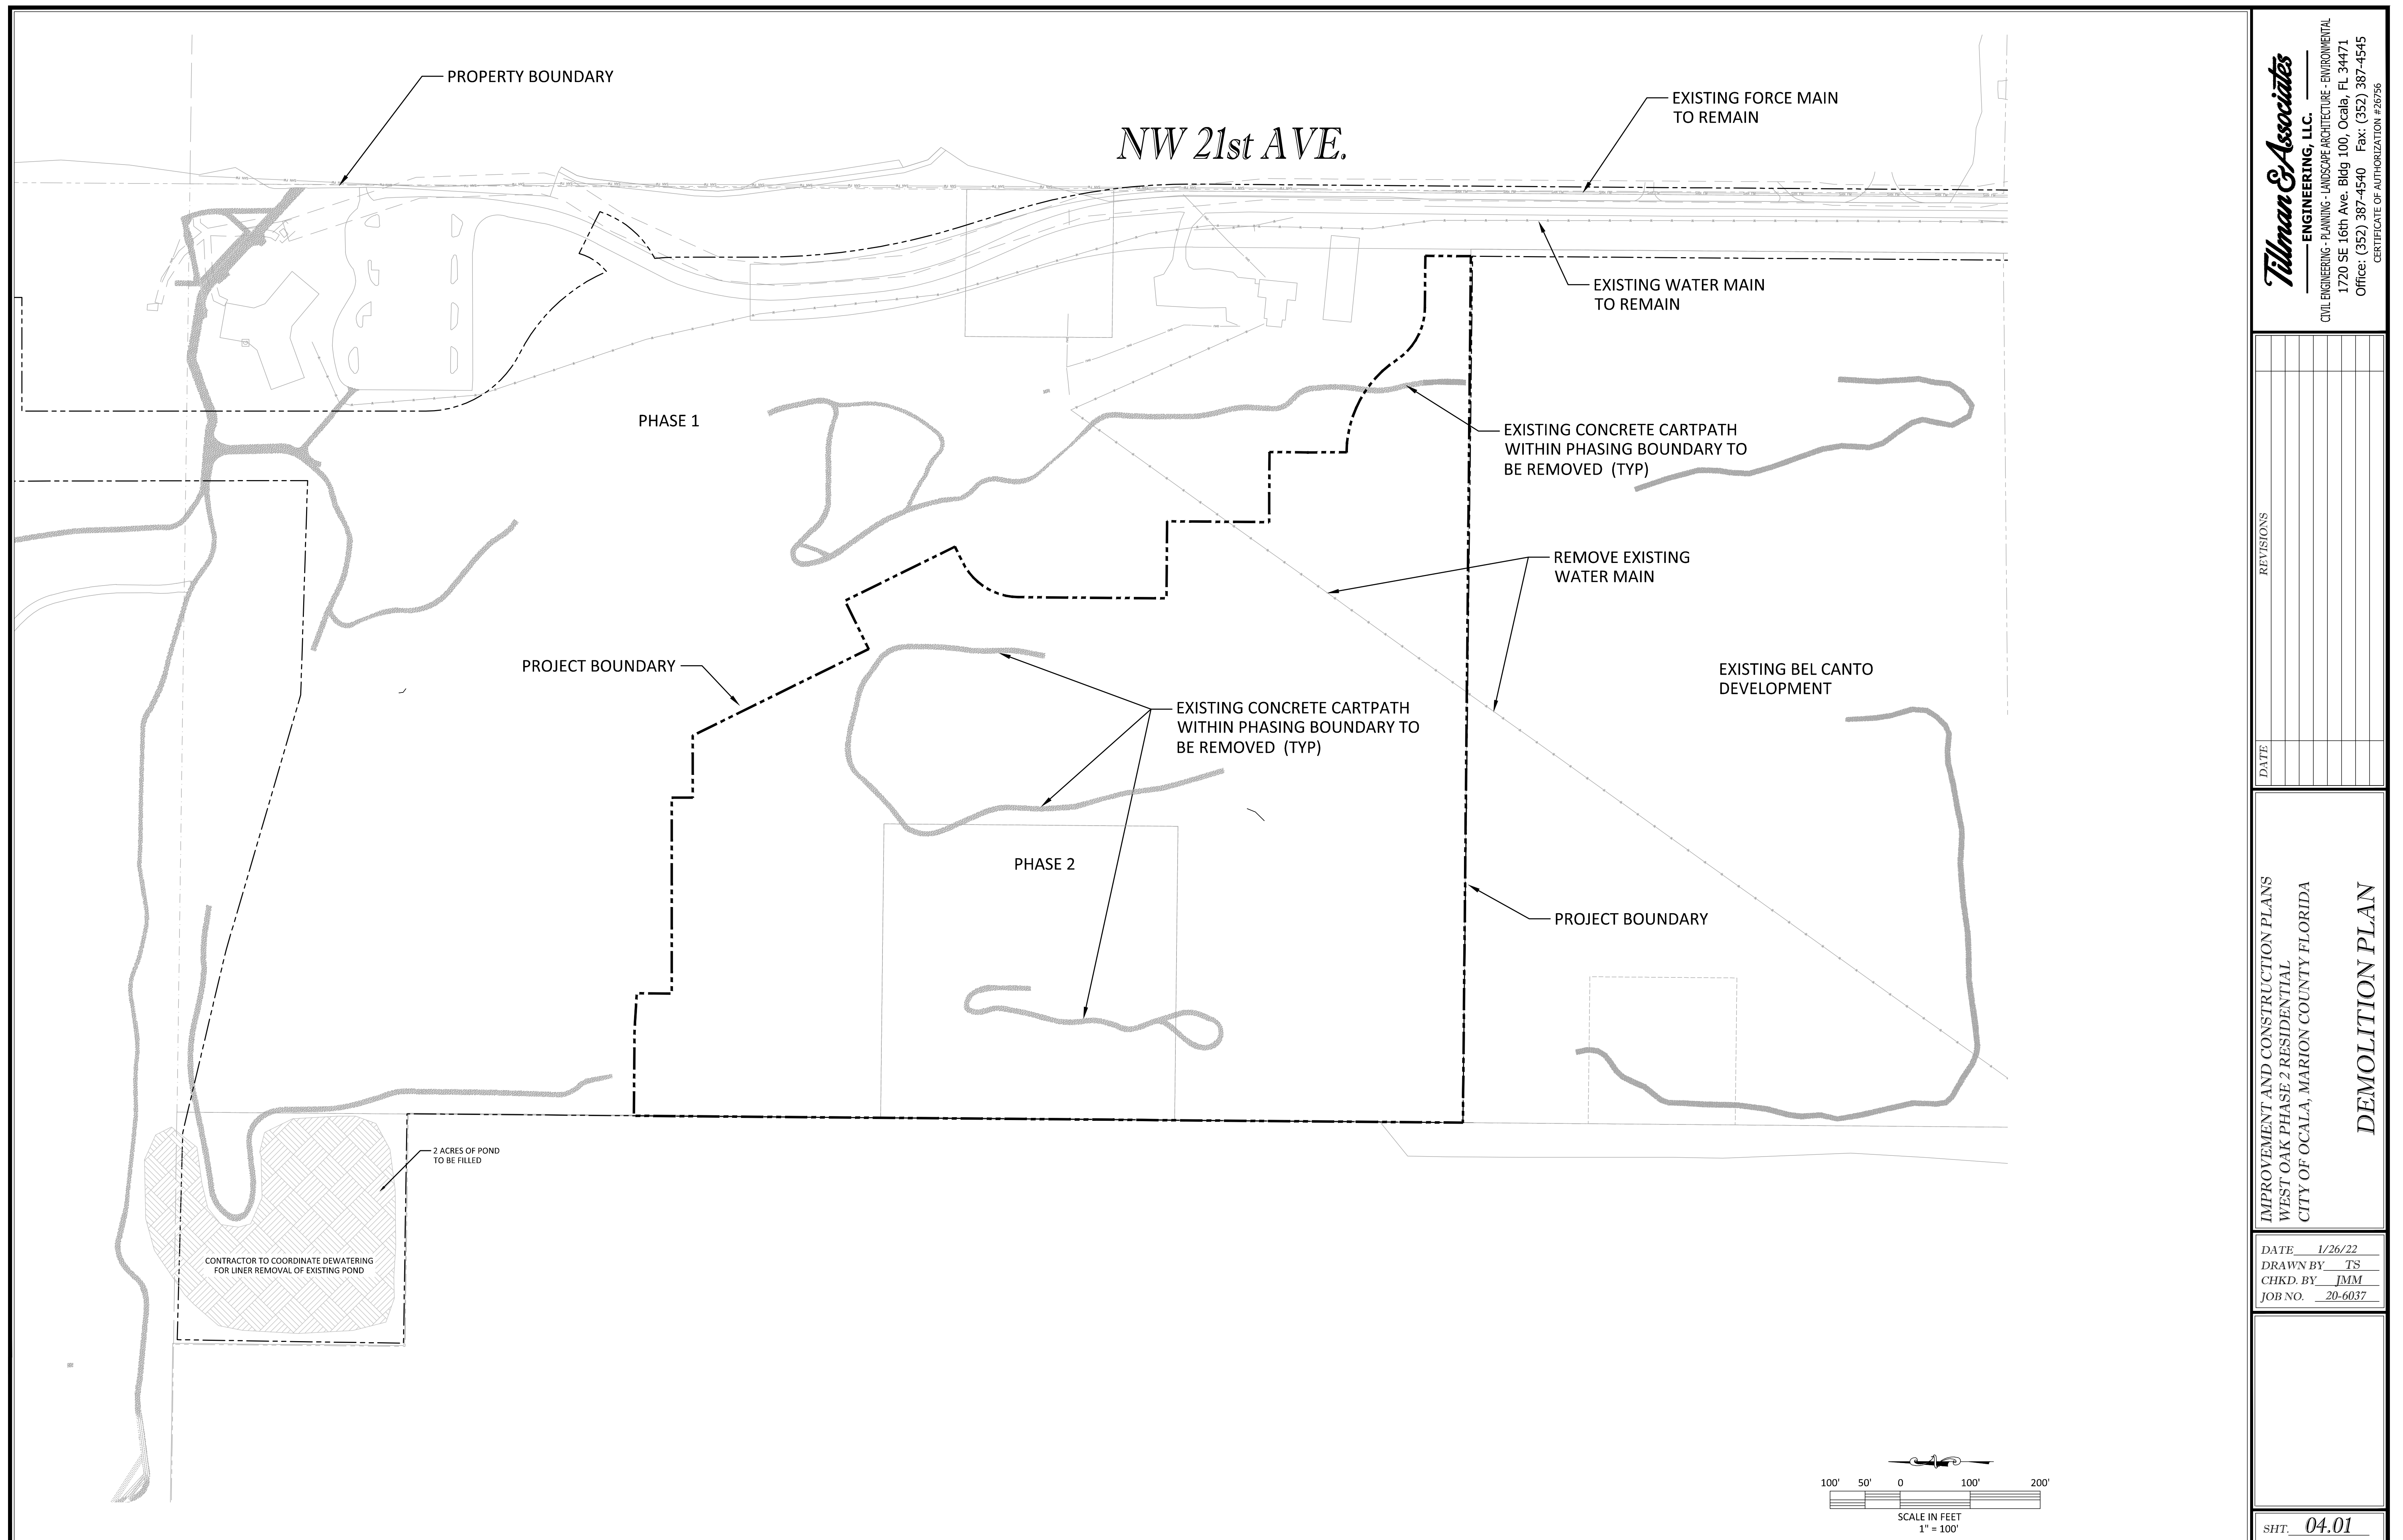 PROPERTY BOUNDARY
EXISTING FORCE MAIN
TO REMAIN
NW 21st AVE.
EXISTING WATER MAIN
TO REMAIN
PHASE 1
EXISTING CONCRETE CARTPATH
WITHIN PHASING BOUNDARY TO
BE REMOVED (TYP)
REMOVE EXISTING
WATER MAIN
PROJECT BOUNDARY
EXISTING BEL CANTO
DEVELOPMENT
EXISTING CONCRETE CARTPATH
WITHIN PHASING BOUNDARY TO
BE REMOVED (TYP)
PHASE 2
PROJECT BOUNDARY
2 ACRES OF POND
TO BE FILLED
CONTRACTOR TO COORDINATE DEWATERING
FOR LINER REMOVAL OF EXISTING POND
100' 50' 0 100' 200'
SCALE IN FEET
1" = 100'
Tillman & Associates
ENGINEERING, LLC.
CIVIL ENGINEERING - PLANNING - LANDSCAPE ARCHITECTURE - ENVIRONMENTAL
1720 SE 16th Ave. Bldg 100, Ocala, FL 34471
Office: (352) 387-4540 Fax: (352) 387-4545
CERTIFICATE OF AUTHORIZATION #26756
REVISIONS
DATE
IMPROVEMENT AND CONSTRUCTION PLANS
WEST OAK PHASE 2 RESIDENTIAL
CITY OF OCALA, MARION COUNTY FLORIDA
DEMOLITION PLAN
DATE 1/26/22
DRAWN BY TS
CHKD. BY JMM
JOB NO. 20-6037
SHT. 04.01